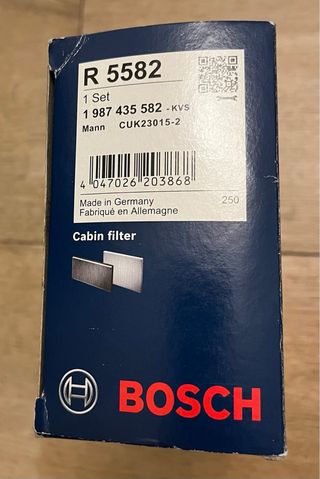 R 5582
1 Set
1 987 435 582 - KVS
Mann CUK23015-2
4 047026 203868
Made in Germany
Fabriqué en Allemagne 250
Cabin filter
BOSCH